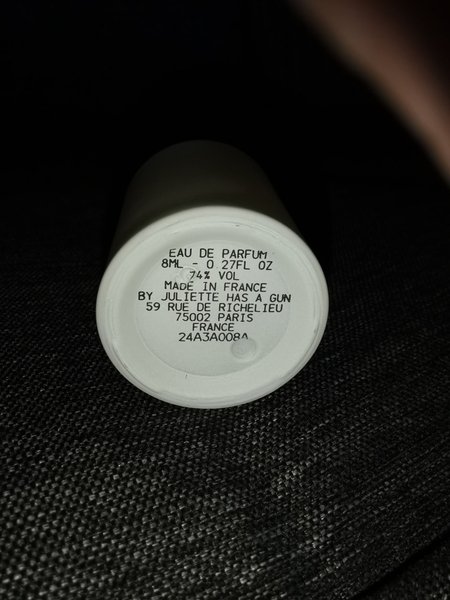 EAU DE PARFUM
8ML - 0 27FL OZ
74% VOL
MADE IN FRANCE
BY JULIETTE HAS A GUN
59 RUE DE RICHELIEU
75002 PARIS
FRANCE
24A3A008A